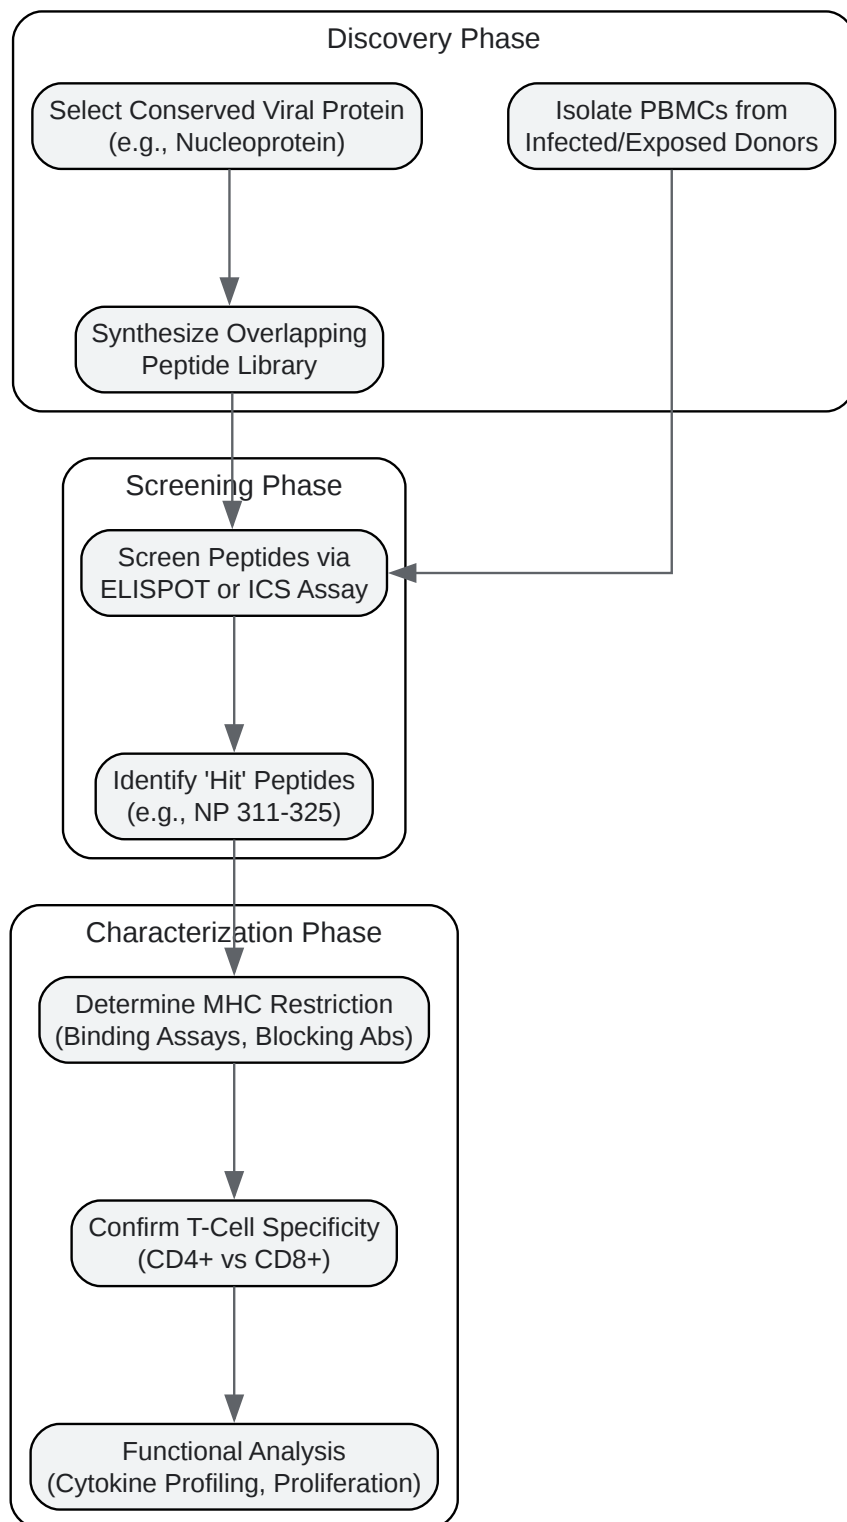 Discovery Phase
Select Conserved Viral Protein
(e.g., Nucleoprotein)
Isolate PBMCs from
Infected/Exposed Donors
Synthesize Overlapping
Peptide Library
Screening Phase
Screen Peptides via
ELISPOT or ICS Assay
Identify 'Hit' Peptides
(e.g., NP 311-325)
Characterization Phase
Determine MHC Restriction
(Binding Assays, Blocking Abs)
Confirm T-Cell Specificity
(CD4+ vs CD8+)
Functional Analysis
(Cytokine Profiling, Proliferation)